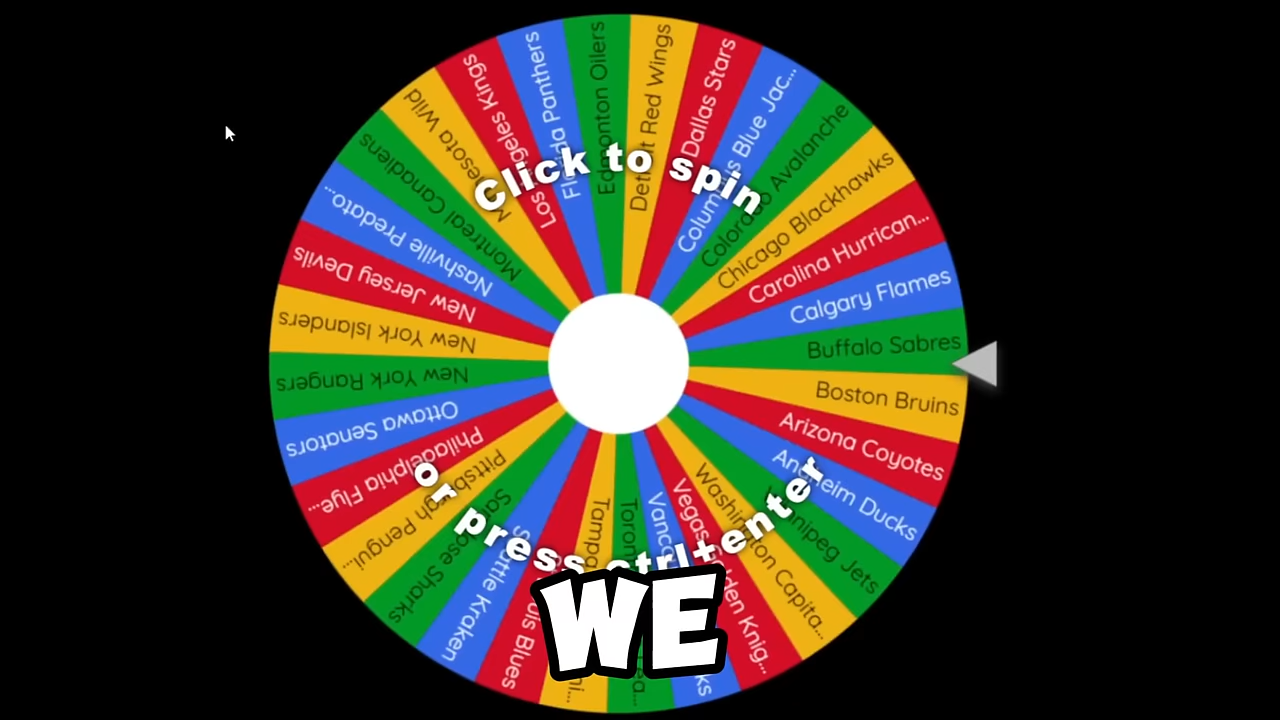 Click to spin
or press ctrl+enter
WE
Edmonton Oilers
Detroit Red Wings
Dallas Stars
Columbus Blue Jac...
Colorado Avalanche
Chicago Blackhawks
Carolina Hurrican...
Calgary Flames
Buffalo Sabres
Boston Bruins
Arizona Coyotes
Anaheim Ducks
Winnipeg Jets
Washington Capita...
Vegas Golden Knig...
Seattle Kraken
San Jose Sharks
Pittsburgh Pengui...
Philadelphia Flye...
Ottawa Senators
New York Rangers
New York Islanders
New Jersey Devils
Nashville Predato...
Montreal Canadiens
Minnesota Wild
Los Angeles Kings
Florida Panthers